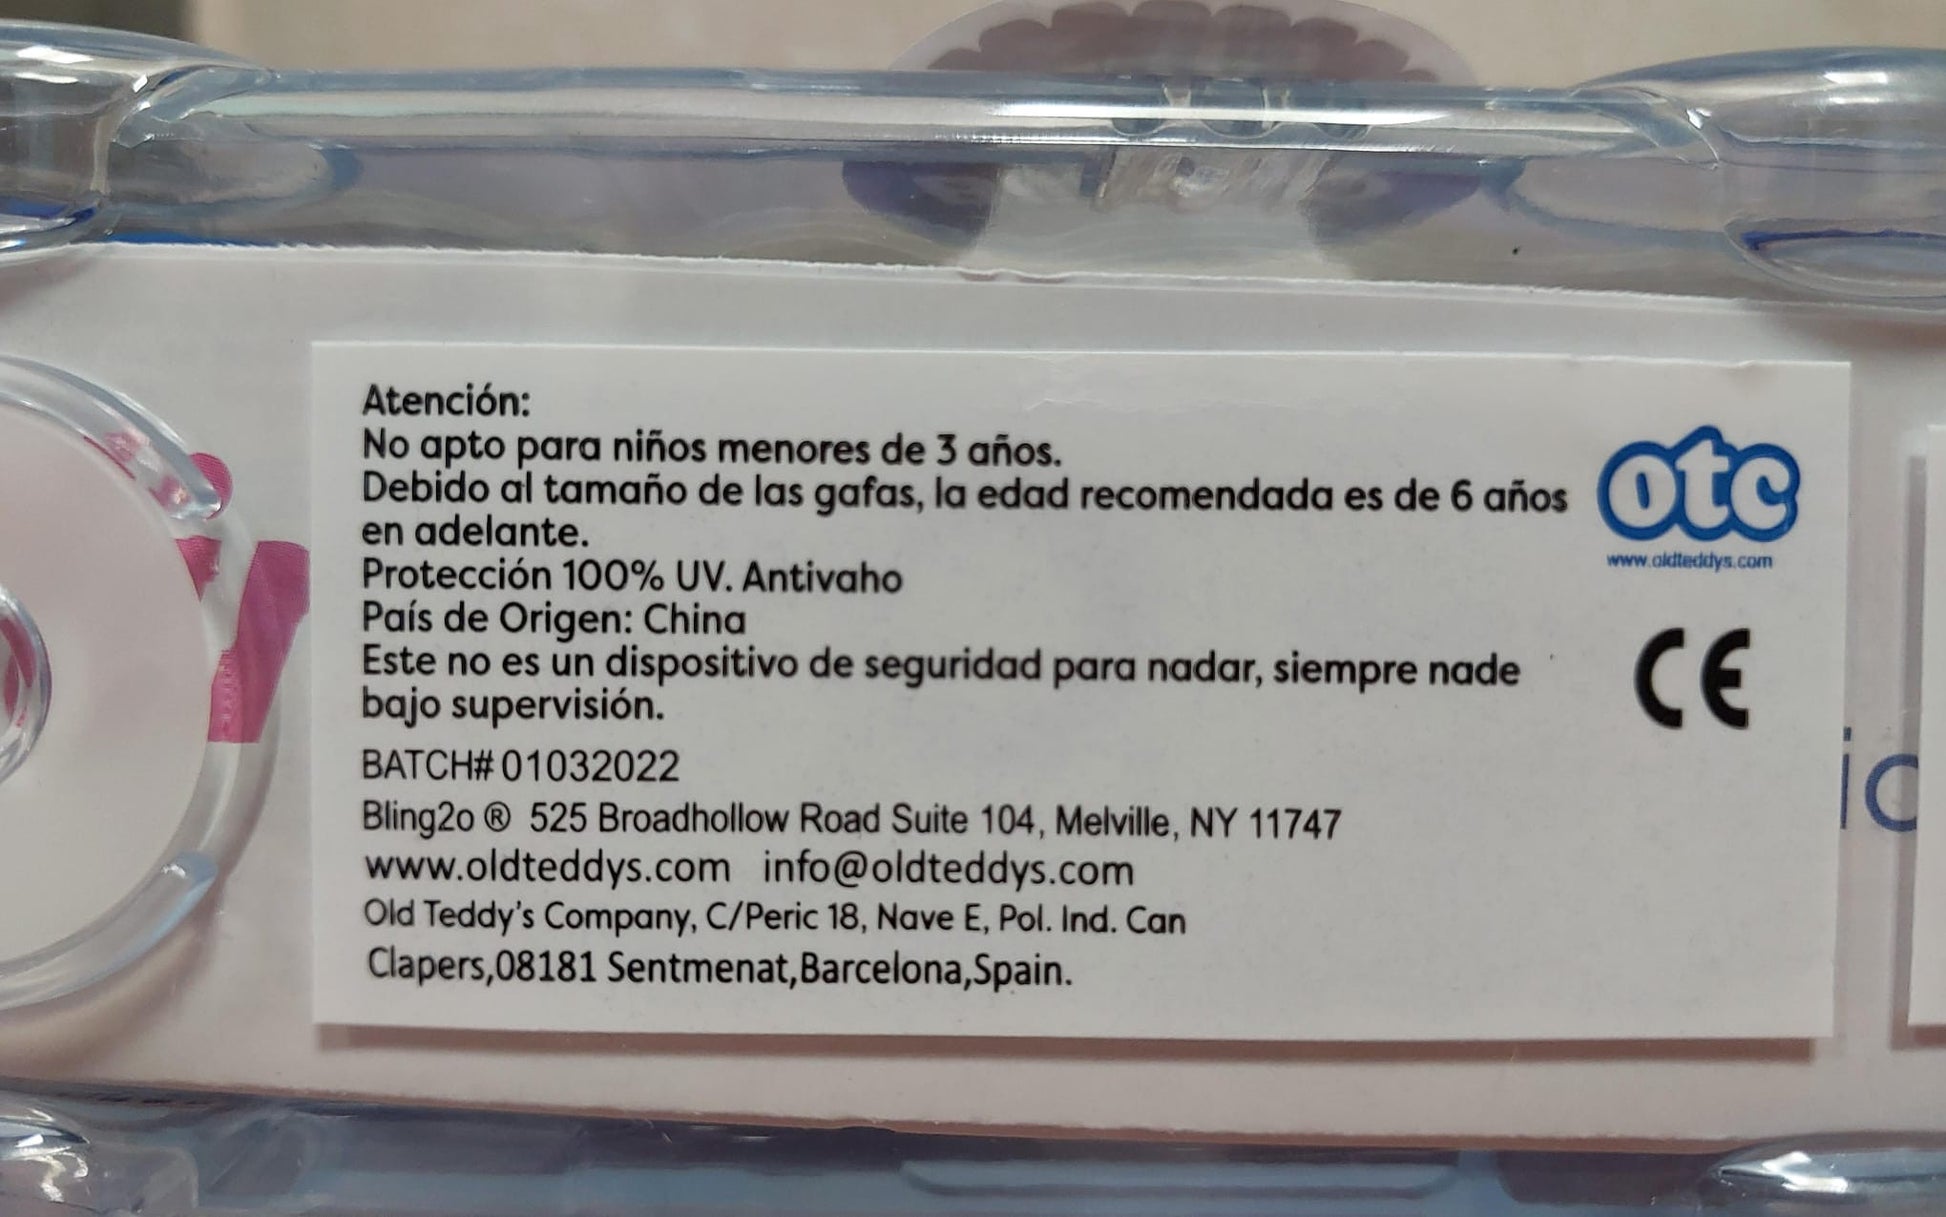 Atención:
No apto para niños menores de 3 años.
Debido al tamaño de las gafas, la edad recomendada es de 6 años
en adelante.
Protección 100% UV. Antivaho
País de Origen: China
Este no es un dispositivo de seguridad para nadar, siempre nade
bajo supervisión.
BATCH# 01032022
Bling2o ® 525 Broadhollow Road Suite 104, Melville, NY 11747
www.oldteddys.com info@oldteddys.com
Old Teddy's Company, C/Peric 18, Nave E, Pol. Ind. Can
Clapers,08181 Sentmenat,Barcelona,Spain.
otc
www.oldteddys.com
CE